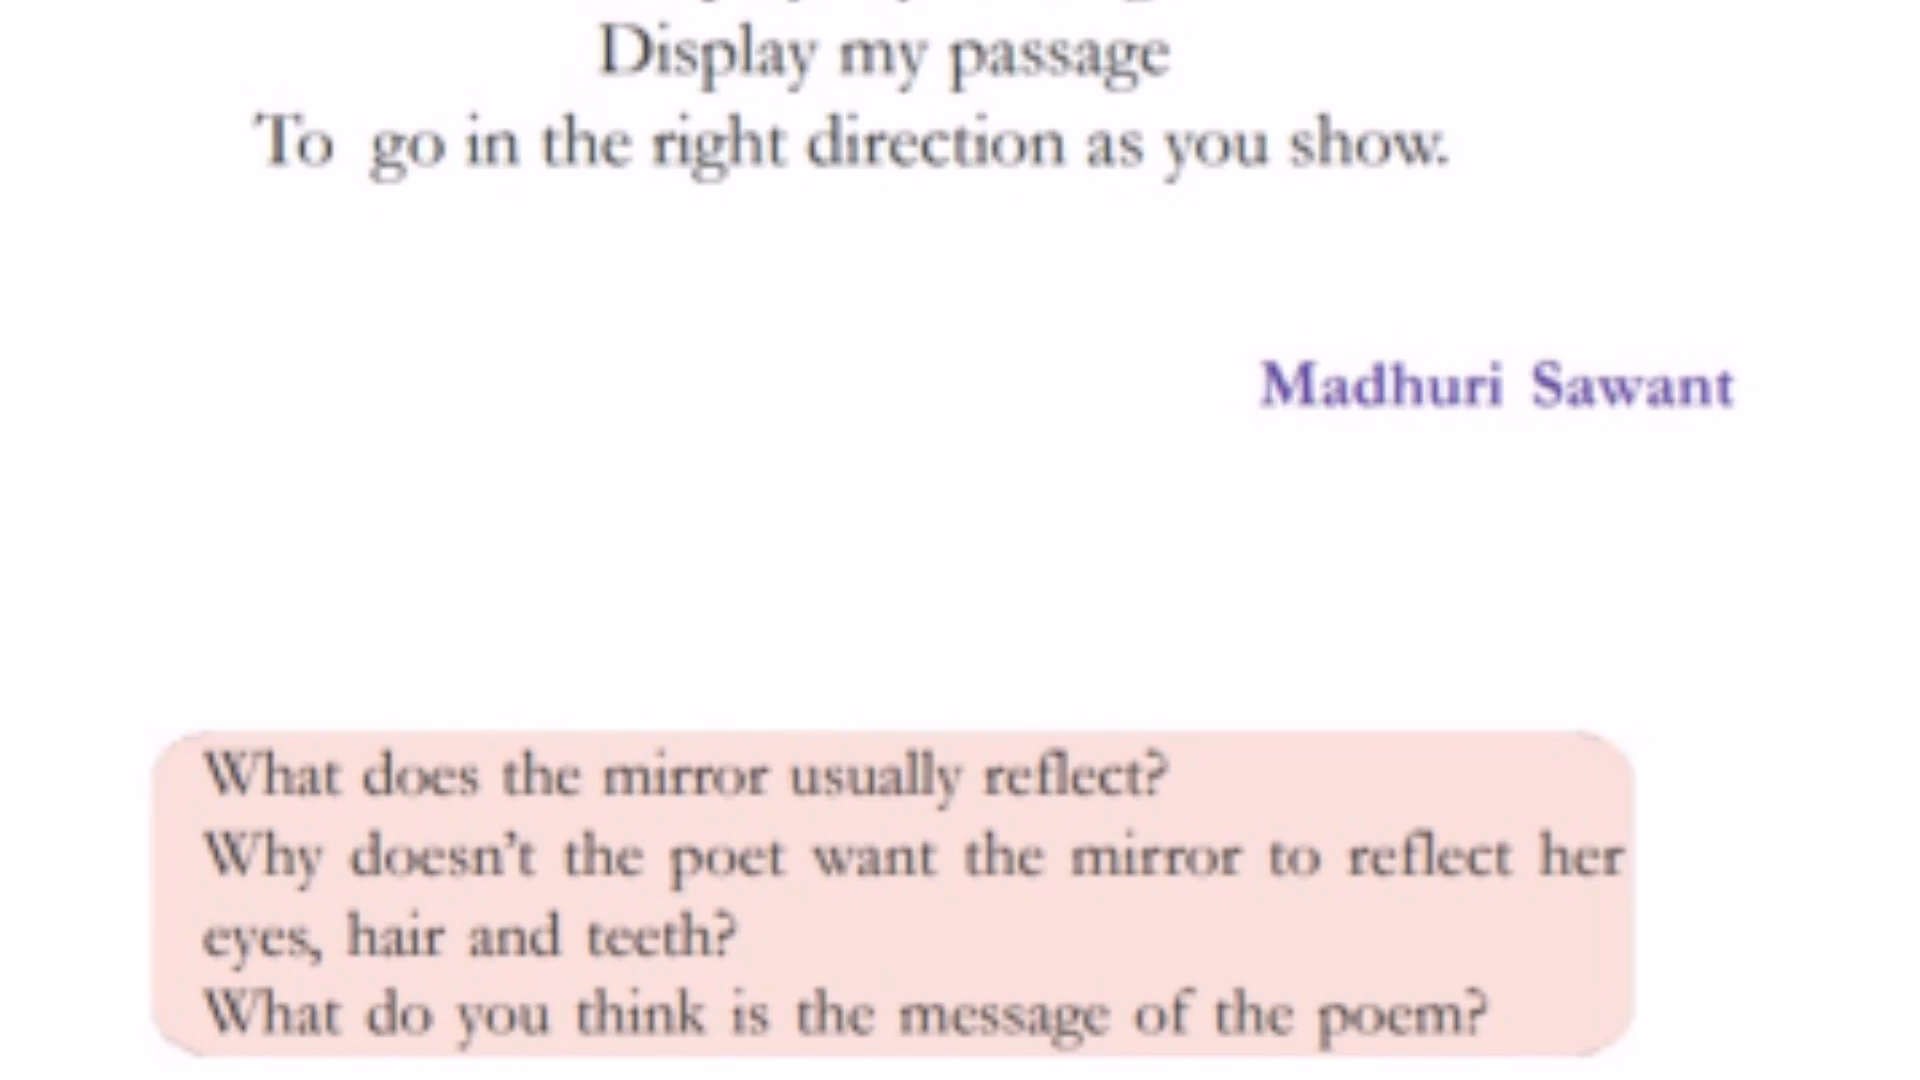 Display my passage
To go in the right direction as you show.
Madhuri Sawant
What does the mirror usually reflect?
Why doesn't the poet want the mirror to reflect her
eyes, hair and teeth?
What do you think is the message of the poem?